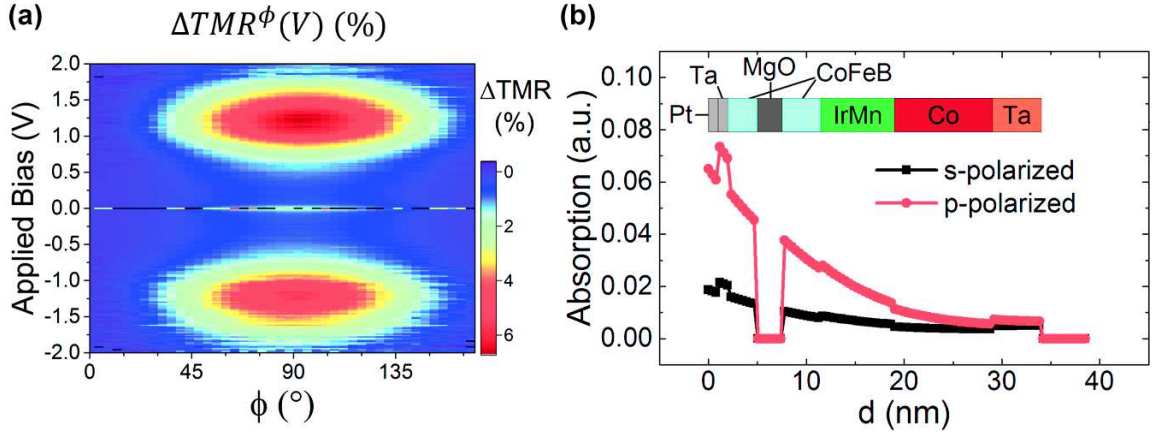 (a)
ΔTMR^ϕ(V) (%)
Applied Bias (V)
2.0
1.5
1.0
0.5
0.0
-0.5
-1.0
-1.5
-2.0
0 45 90 135
ϕ (°)
ΔTMR
(%)
0
2
4
6
(b)
Absorption (a.u.)
0.10
0.08
0.06
0.04
0.02
0.00
Ta MgO CoFeB
Pt IrMn Co Ta
s-polarized
p-polarized
0 10 20 30 40
d (nm)